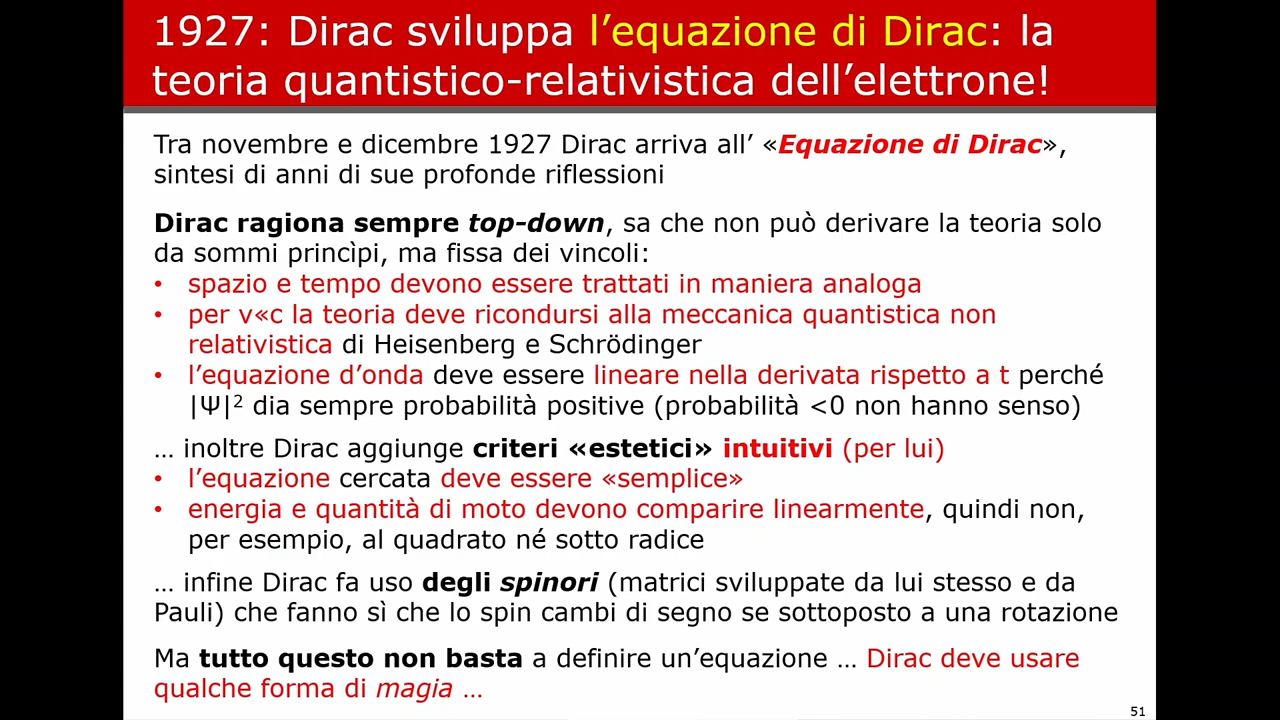 1927: Dirac sviluppa l’equazione di Dirac: la
teoria quantistico-relativistica dell’elettrone!
Tra novembre e dicembre 1927 Dirac arriva all’ «Equazione di Dirac»,
sintesi di anni di sue profonde riflessioni
Dirac ragiona sempre top-down, sa che non può derivare la teoria solo
da sommi princìpi, ma fissa dei vincoli:
• spazio e tempo devono essere trattati in maniera analoga
• per v«c la teoria deve ricondursi alla meccanica quantistica non
relativistica di Heisenberg e Schrödinger
• l’equazione d’onda deve essere lineare nella derivata rispetto a t perché
|Ψ|² dia sempre probabilità positive (probabilità <0 non hanno senso)
… inoltre Dirac aggiunge criteri «estetici» intuitivi (per lui)
• l’equazione cercata deve essere «semplice»
• energia e quantità di moto devono comparire linearmente, quindi non,
per esempio, al quadrato né sotto radice
… infine Dirac fa uso degli spinori (matrici sviluppate da lui stesso e da
Pauli) che fanno sì che lo spin cambi di segno se sottoposto a una rotazione
Ma tutto questo non basta a definire un’equazione … Dirac deve usare
qualche forma di magia …
51